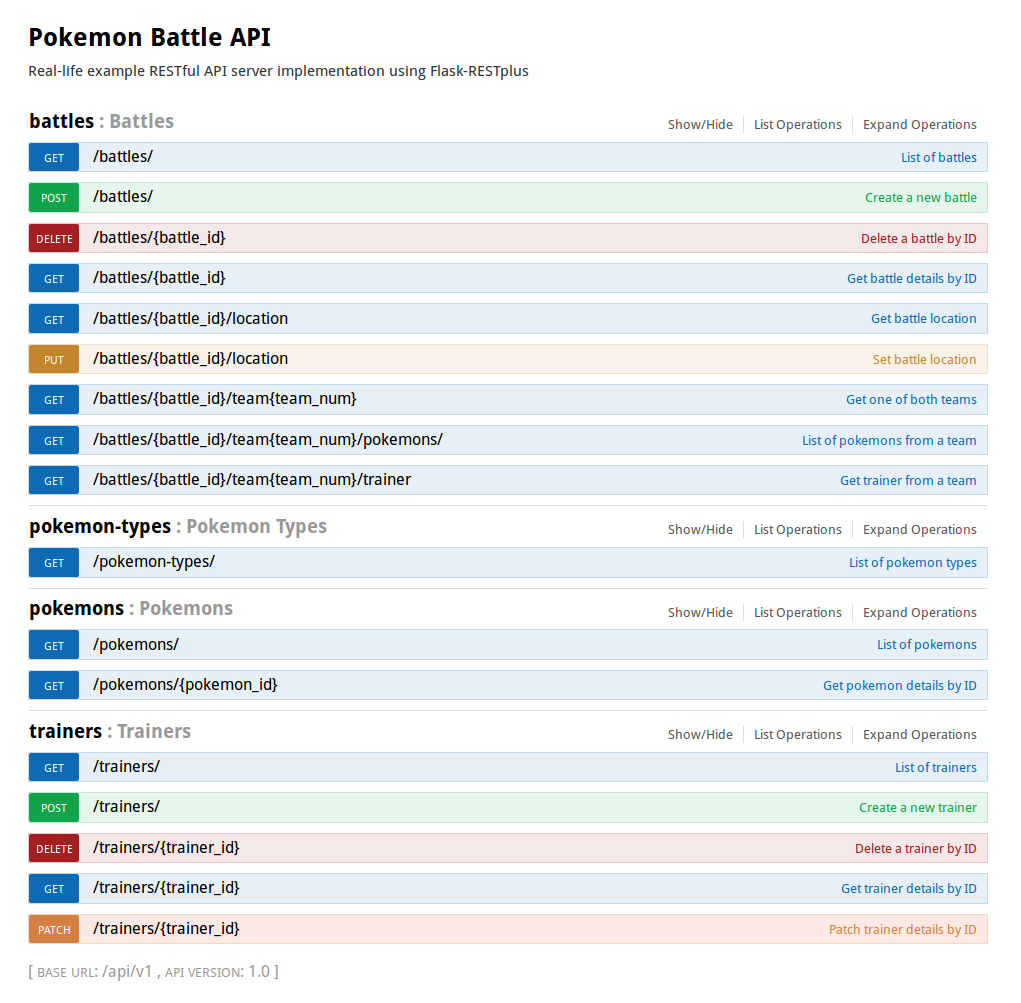 Pokemon Battle API
Real-life example RESTful API server implementation using Flask-RESTplus
battles : Battles Show/Hide List Operations Expand Operations
GET /battles/ List of battles
POST /battles/ Create a new battle
DELETE /battles/{battle_id} Delete a battle by ID
GET /battles/{battle_id} Get battle details by ID
GET /battles/{battle_id}/location Get battle location
PUT /battles/{battle_id}/location Set battle location
GET /battles/{battle_id}/team{team_num} Get one of both teams
GET /battles/{battle_id}/team{team_num}/pokemons/ List of pokemons from a team
GET /battles/{battle_id}/team{team_num}/trainer Get trainer from a team
pokemon-types : Pokemon Types Show/Hide List Operations Expand Operations
GET /pokemon-types/ List of pokemon types
pokemons : Pokemons Show/Hide List Operations Expand Operations
GET /pokemons/ List of pokemons
GET /pokemons/{pokemon_id} Get pokemon details by ID
trainers : Trainers Show/Hide List Operations Expand Operations
GET /trainers/ List of trainers
POST /trainers/ Create a new trainer
DELETE /trainers/{trainer_id} Delete a trainer by ID
GET /trainers/{trainer_id} Get trainer details by ID
PATCH /trainers/{trainer_id} Patch trainer details by ID
[ BASE URL: /api/v1 , API VERSION: 1.0 ]